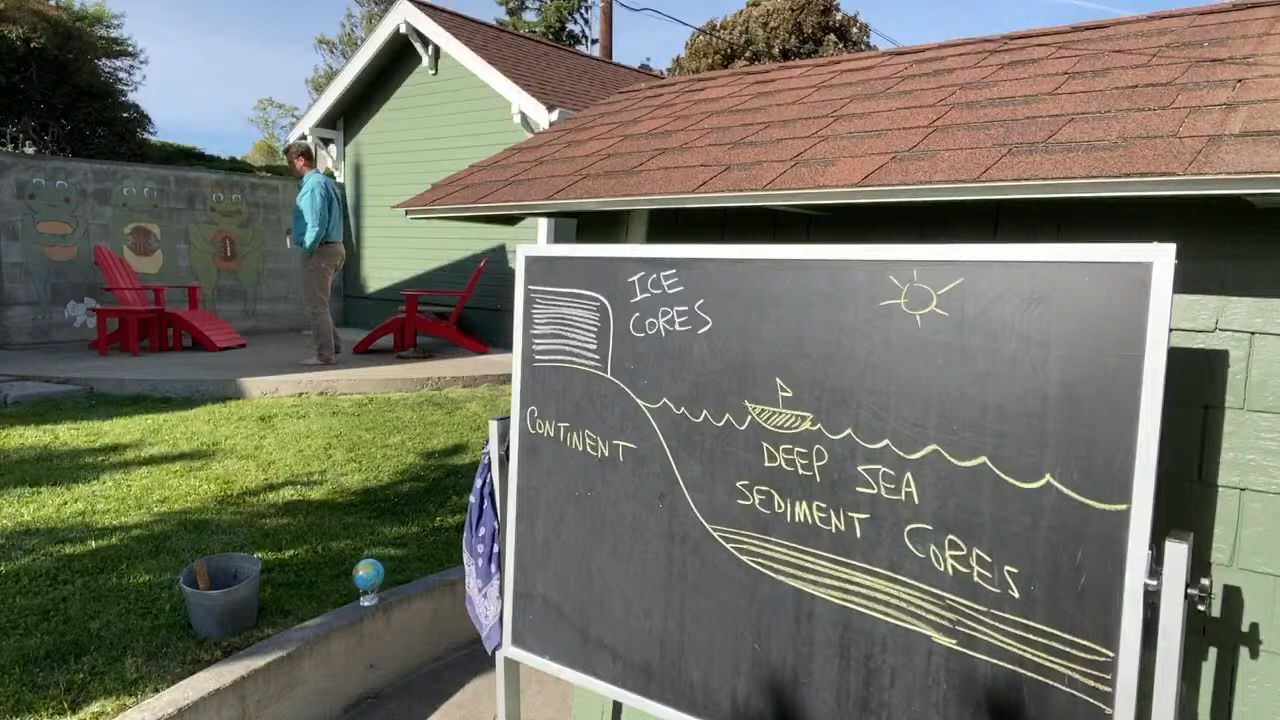 ICE
CORES
CONTINENT
DEEP SEA
SEDIMENT CORES